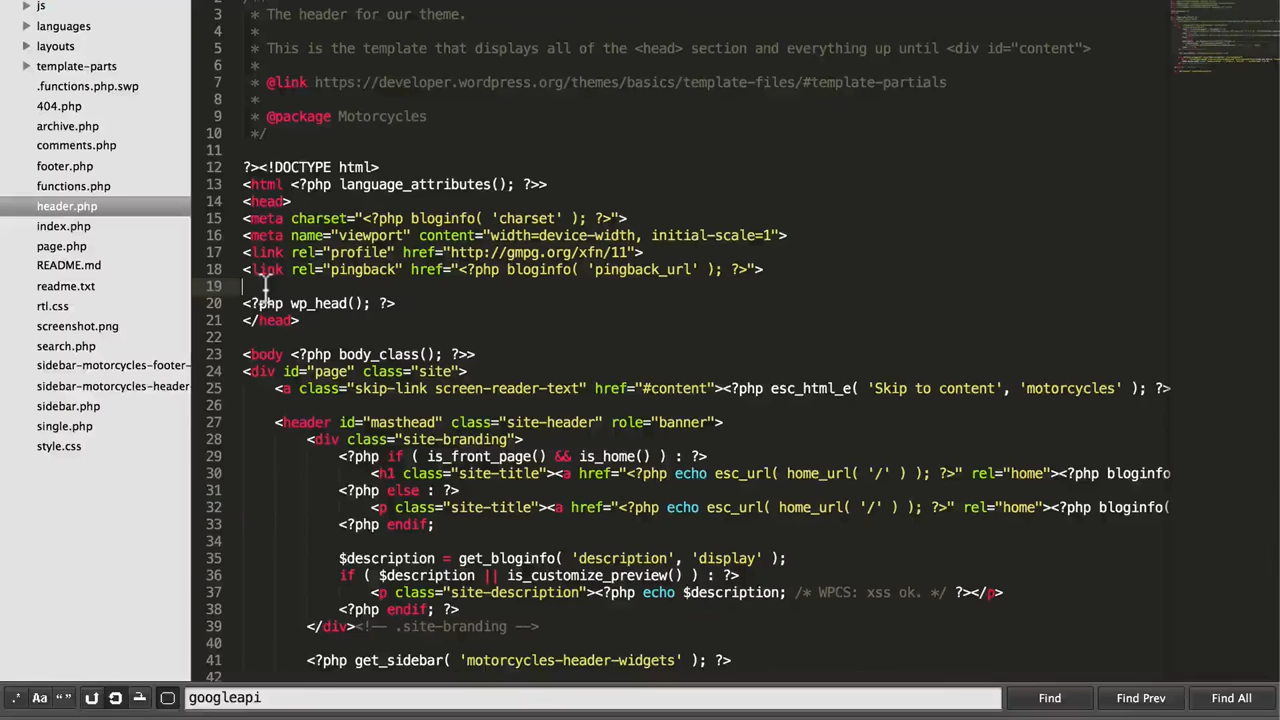 js
languages
layouts
template-parts
.functions.php.swp
404.php
archive.php
comments.php
footer.php
functions.php
header.php
index.php
page.php
README.md
readme.txt
rtl.css
screenshot.png
search.php
sidebar-motorcycles-footer-
sidebar-motorcycles-header-
sidebar.php
single.php
style.css
3 * The header for our theme.
4 *
5 * This is the template that displays all of the <head> section and everything up until <div id="content">
6 *
7 * @link https://developer.wordpress.org/themes/basics/template-files/#template-partials
8 *
9 * @package Motorcycles
10 */
11
12 ?><!DOCTYPE html>
13 <html <?php language_attributes(); ?>>
14 <head>
15 <meta charset="<?php bloginfo( 'charset' ); ?>">
16 <meta name="viewport" content="width=device-width, initial-scale=1">
17 <link rel="profile" href="http://gmpg.org/xfn/11">
18 <link rel="pingback" href="<?php bloginfo( 'pingback_url' ); ?>">
19
20 <?php wp_head(); ?>
21 </head>
22
23 <body <?php body_class(); ?>>
24 <div id="page" class="site">
25 <a class="skip-link screen-reader-text" href="#content"><?php esc_html_e( 'Skip to content', 'motorcycles' ); ?>
26
27 <header id="masthead" class="site-header" role="banner">
28 <div class="site-branding">
29 <?php if ( is_front_page() && is_home() ) : ?>
30 <h1 class="site-title"><a href="<?php echo esc_url( home_url( '/' ) ); ?>" rel="home"><?php bloginfo
31 <?php else : ?>
32 <p class="site-title"><a href="<?php echo esc_url( home_url( '/' ) ); ?>" rel="home"><?php bloginfo(
33 <?php endif;
34
35 $description = get_bloginfo( 'description', 'display' );
36 if ( $description || is_customize_preview() ) : ?>
37 <p class="site-description"><?php echo $description; /* WPCS: xss ok. */ ?></p>
38 <?php endif; ?>
39 </div><!-- .site-branding -->
40
41 <?php get_sidebar( 'motorcycles-header-widgets' ); ?>
42
.* Aa “ ”
googleapi
Find
Find Prev
Find All